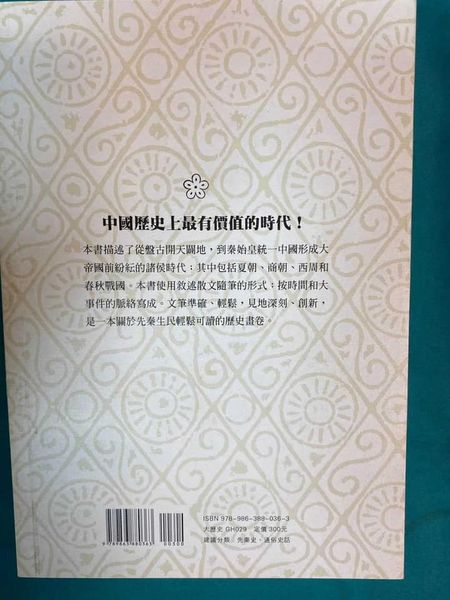 中國歷史上最有價值的時代！
本書描述了從盤古開天闢地，到秦始皇統一中國形成大
帝國前紛紜的諸侯時代；其中包括夏朝、商朝、西周和
春秋戰國。本書使用敘述散文隨筆的形式；按時間和大
事件的脈絡寫成。文筆準確、輕鬆，見地深刻、創新，
是一本關於先秦生民輕鬆可讀的歷史畫卷。
ISBN 978-986-388-036-3
大歷史 GH029 定價 300元
建議分類 先秦史・通俗史話
9 789863 880363
00300